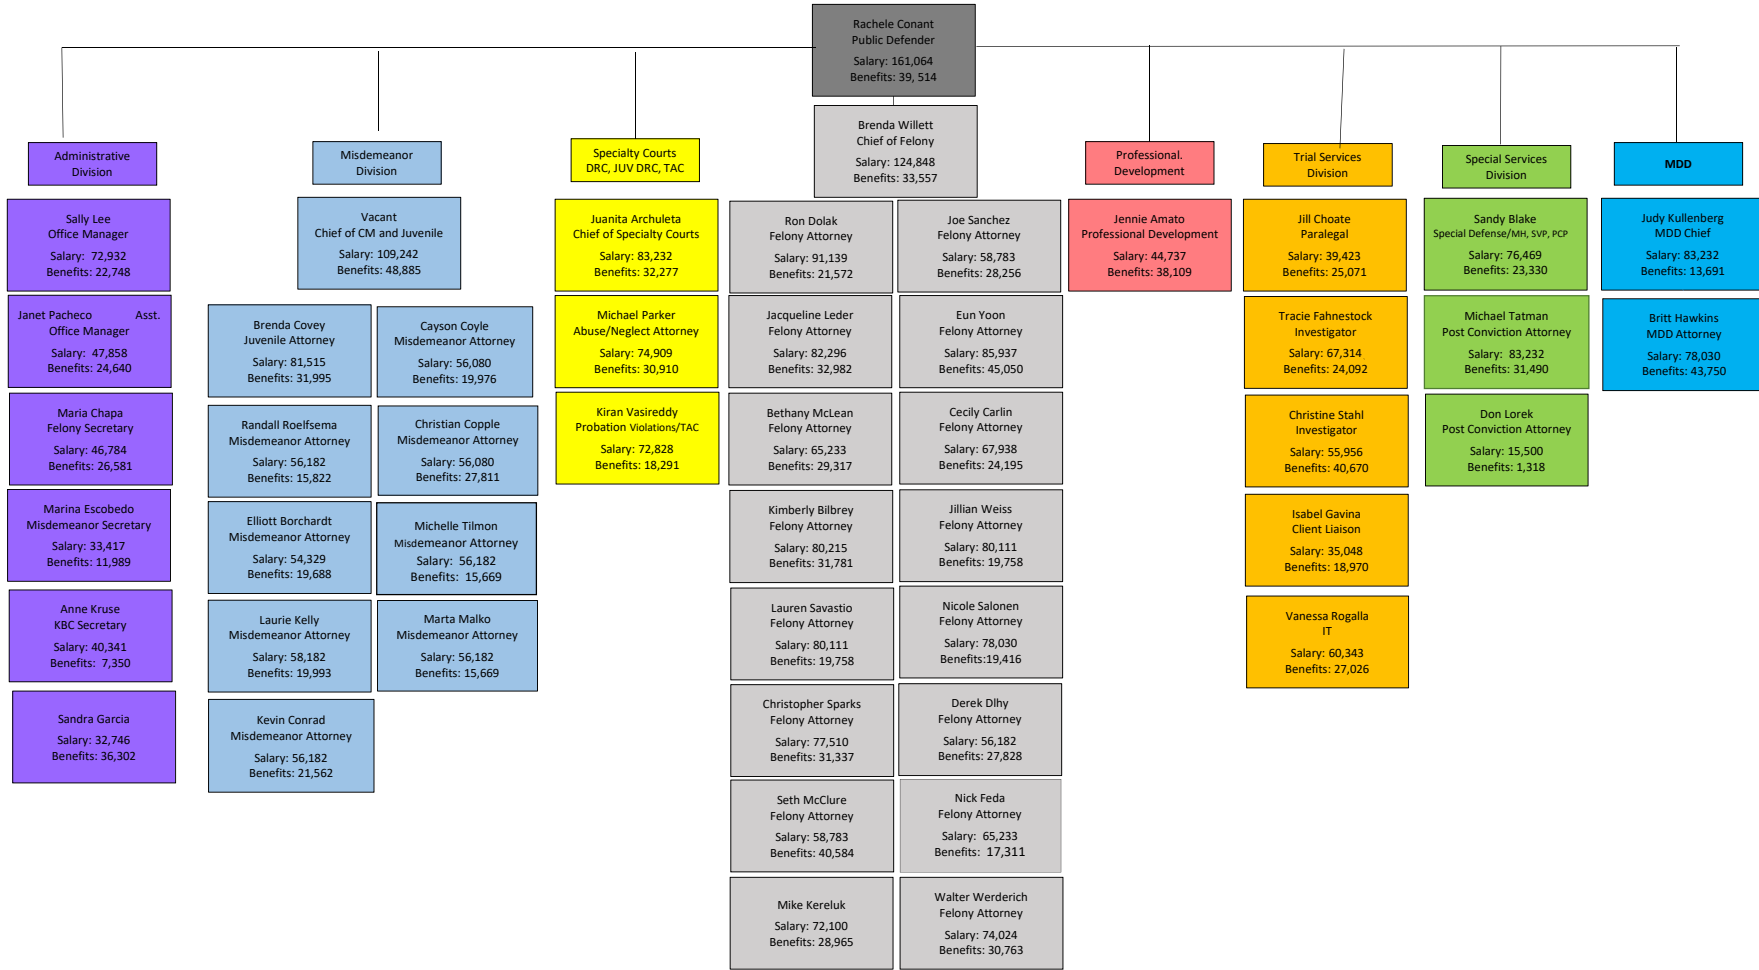 Rachele Conant
Public Defender
Salary: 161,064
Benefits: 39, 514
Brenda Willett
Chief of Felony
Salary: 124,848
Benefits: 33,557
Administrative
Division
Sally Lee
Office Manager
Salary:  72,932
Benefits: 22,748
Janet Pacheco Asst.
Office Manager
Salary:  47,858
Benefits: 24,640
Maria Chapa
Felony Secretary
Salary:  46,784
Benefits: 26,581
Marina Escobedo
Misdemeanor Secretary
Salary: 33,417
Benefits: 11,989
Anne Kruse
KBC Secretary
Salary: 40,341
Benefits:  7,350
Sandra Garcia
Salary: 32,746
Benefits: 36,302
Misdemeanor
Division
Vacant
Chief of CM and Juvenile
Salary: 109,242
Benefits: 48,885
Brenda Covey
Juvenile Attorney
Salary: 81,515
Benefits: 31,995
Randall Roelfsema
Misdemeanor Attorney
Salary: 56,182
Benefits: 15,822
Elliott Borchardt
Misdemeanor Attorney
Salary: 54,329
Benefits: 19,688
Laurie Kelly
Misdemeanor Attorney
Salary: 58,182
Benefits: 19,993
Kevin Conrad
Misdemeanor Attorney
Salary: 56,182
Benefits: 21,562
Cayson Coyle
Misdemeanor Attorney
Salary: 56,080
Benefits: 19,976
Christian Copple
Misdemeanor Attorney
Salary: 56,080
Benefits: 27,811
Michelle Tilmon
Misdemeanor Attorney
Salary:  56,182
Benefits:  15,669
Marta Malko
Misdemeanor Attorney
Salary: 56,182
Benefits: 15,669
Specialty Courts
DRC, JUV DRC, TAC
Juanita Archuleta
Chief of Specialty Courts
Salary: 83,232
Benefits: 32,277
Michael Parker
Abuse/Neglect Attorney
Salary: 74,909
Benefits: 30,910
Kiran Vasireddy
Probation Violations/TAC
Salary: 72,828
Benefits: 18,291
Ron Dolak
Felony Attorney
Salary: 91,139
Benefits: 21,572
Jacqueline Leder
Felony Attorney
Salary: 82,296
Benefits: 32,982
Bethany McLean
Felony Attorney
Salary: 65,233
Benefits: 29,317
Kimberly Bilbrey
Felony Attorney
Salary: 80,215
Benefits: 31,781
Lauren Savastio
Felony Attorney
Salary: 80,111
Benefits: 19,758
Christopher Sparks
Felony Attorney
Salary: 77,510
Benefits: 31,337
Seth McClure
Felony Attorney
Salary: 58,783
Benefits: 40,584
Mike Kereluk
Salary: 72,100
Benefits: 28,965
Joe Sanchez
Felony Attorney
Salary: 58,783
Benefits: 28,256
Eun Yoon
Felony Attorney
Salary: 85,937
Benefits: 45,050
Cecily Carlin
Felony Attorney
Salary: 67,938
Benefits: 24,195
Jillian Weiss
Felony Attorney
Salary: 80,111
Benefits: 19,758
Nicole Salonen
Felony Attorney
Salary: 78,030
Benefits:19,416
Derek Dlhy
Felony Attorney
Salary: 56,182
Benefits: 27,828
Nick Feda
Felony Attorney
Salary:  65,233
Benefits:  17,311
Walter Werderich
Felony Attorney
Salary: 74,024
Benefits: 30,763
Professional.
Development
Jennie Amato
Professional Development
Salary: 44,737
Benefits: 38,109
Trial Services
Division
Jill Choate
Paralegal
Salary: 39,423
Benefits: 25,071
Tracie Fahnestock
Investigator
Salary: 67,314
Benefits: 24,092
Christine Stahl
Investigator
Salary: 55,956
Benefits: 40,670
Isabel Gavina
Client Liaison
Salary: 35,048
Benefits: 18,970
Vanessa Rogalla
IT
Salary: 60,343
Benefits: 27,026
Special Services
Division
Sandy Blake
Special Defense/MH, SVP, PCP
Salary: 76,469
Benefits: 23,330
Michael Tatman
Post Conviction Attorney
Salary: 83,232
Benefits: 31,490
Don Lorek
Post Conviction Attorney
Salary: 15,500
Benefits: 1,318
MDD
Judy Kullenberg
MDD Chief
Salary: 83,232
Benefits: 13,691
Britt Hawkins
MDD Attorney
Salary: 78,030
Benefits: 43,750